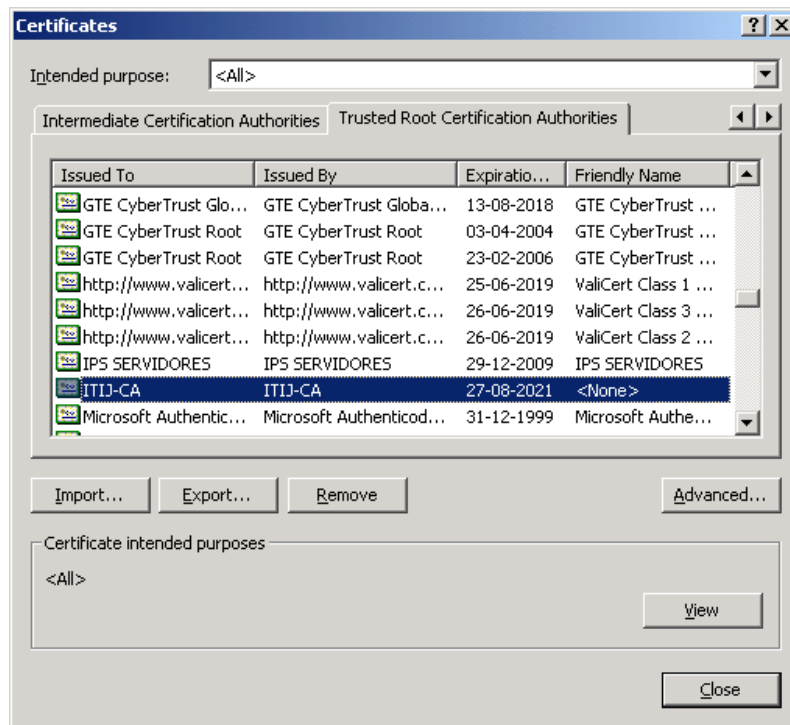 Certificates
Intended purpose: <All>
Intermediate Certification Authorities Trusted Root Certification Authorities
Issued To Issued By Expiratio... Friendly Name
GTE CyberTrust Glo... GTE CyberTrust Globa... 13-08-2018 GTE CyberTrust ...
GTE CyberTrust Root GTE CyberTrust Root 03-04-2004 GTE CyberTrust ...
GTE CyberTrust Root GTE CyberTrust Root 23-02-2006 GTE CyberTrust ...
http://www.valicert... http://www.valicert.c... 25-06-2019 ValiCert Class 1 ...
http://www.valicert... http://www.valicert.c... 26-06-2019 ValiCert Class 3 ...
http://www.valicert... http://www.valicert.c... 26-06-2019 ValiCert Class 2 ...
IPS SERVIDORES IPS SERVIDORES 29-12-2009 IPS SERVIDORES
ITIJ-CA ITIJ-CA 27-08-2021 <None>
Microsoft Authentic... Microsoft Authenticod... 31-12-1999 Microsoft Authe...
Import... Export... Remove Advanced...
Certificate intended purposes
<All>
View
Close